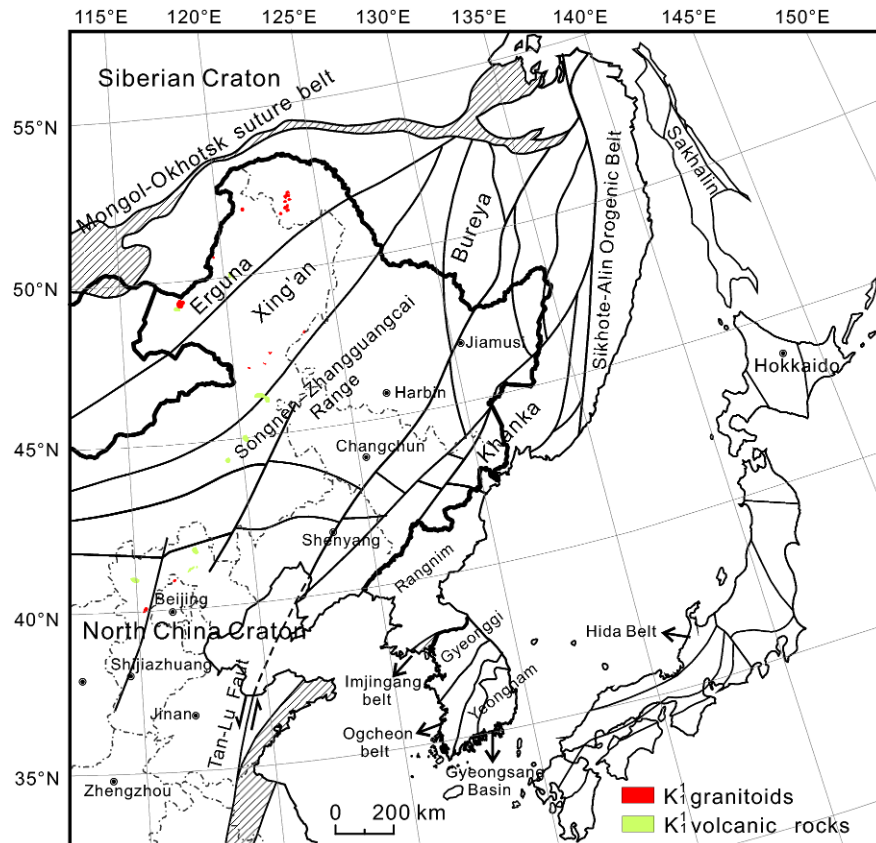 115°E 120°E 125°E 130°E 135°E 140°E 145°E 150°E
Siberian Craton
55°N
Mongol-Okhotsk suture belt
Sakhalin
Sikhote-Alin Orogenic Belt
Bureya
50°N
Erguna
Xing'an
Jiamusi
Hokkaido
Songnen-Zhangguangcai
Range
Harbin
45°N
Changchun
Khanka
Shenyang
Rangnim
40°N
Beijing
North China Craton
Hida Belt
Gyeonggi
Shijiazhuang
Imjingang
belt
Yeongnam
Tan-Lu Fault
Jinan
Ogcheon
belt
35°N
Zhengzhou
Gyeongsang
Basin
0 200 km
K₁¹ granitoids
K₁¹ volcanic rocks